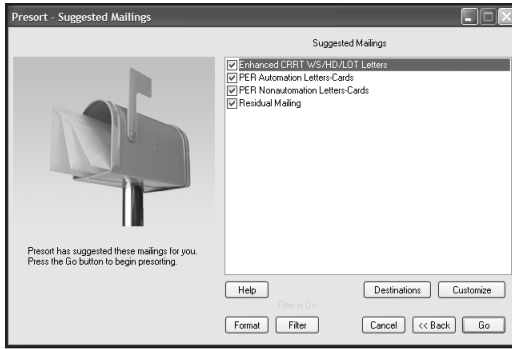 Presort - Suggested Mailings
Suggested Mailings
Enhanced CRRT WS/HD/LOT Letters
PER Automation Letters-Cards
PER Nonautomation Letters-Cards
Residual Mailing
Presort has suggested these mailings for you.
Press the Go button to begin presorting.
Help Destinations Customize
Filter is On
Format Filter Cancel << Back Go